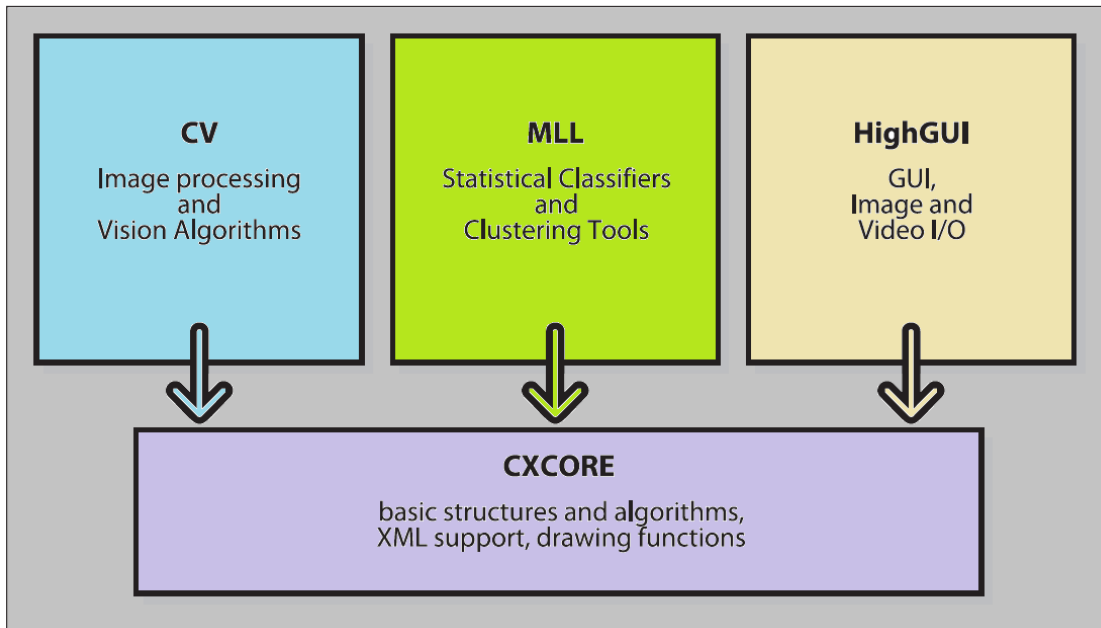 CV
Image processing
and
Vision Algorithms
MLL
Statistical Classifiers
and
Clustering Tools
HighGUI
GUI,
Image and
Video I/O
CXCORE
basic structures and algorithms,
XML support, drawing functions